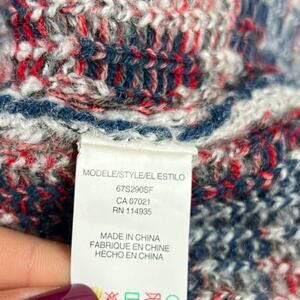 MODELE/STYLE/EL ESTILO
67S290SF
CA 07021
RN 114935
MADE IN CHINA
FABRIQUE EN CHINE
HECHO EN CHINA